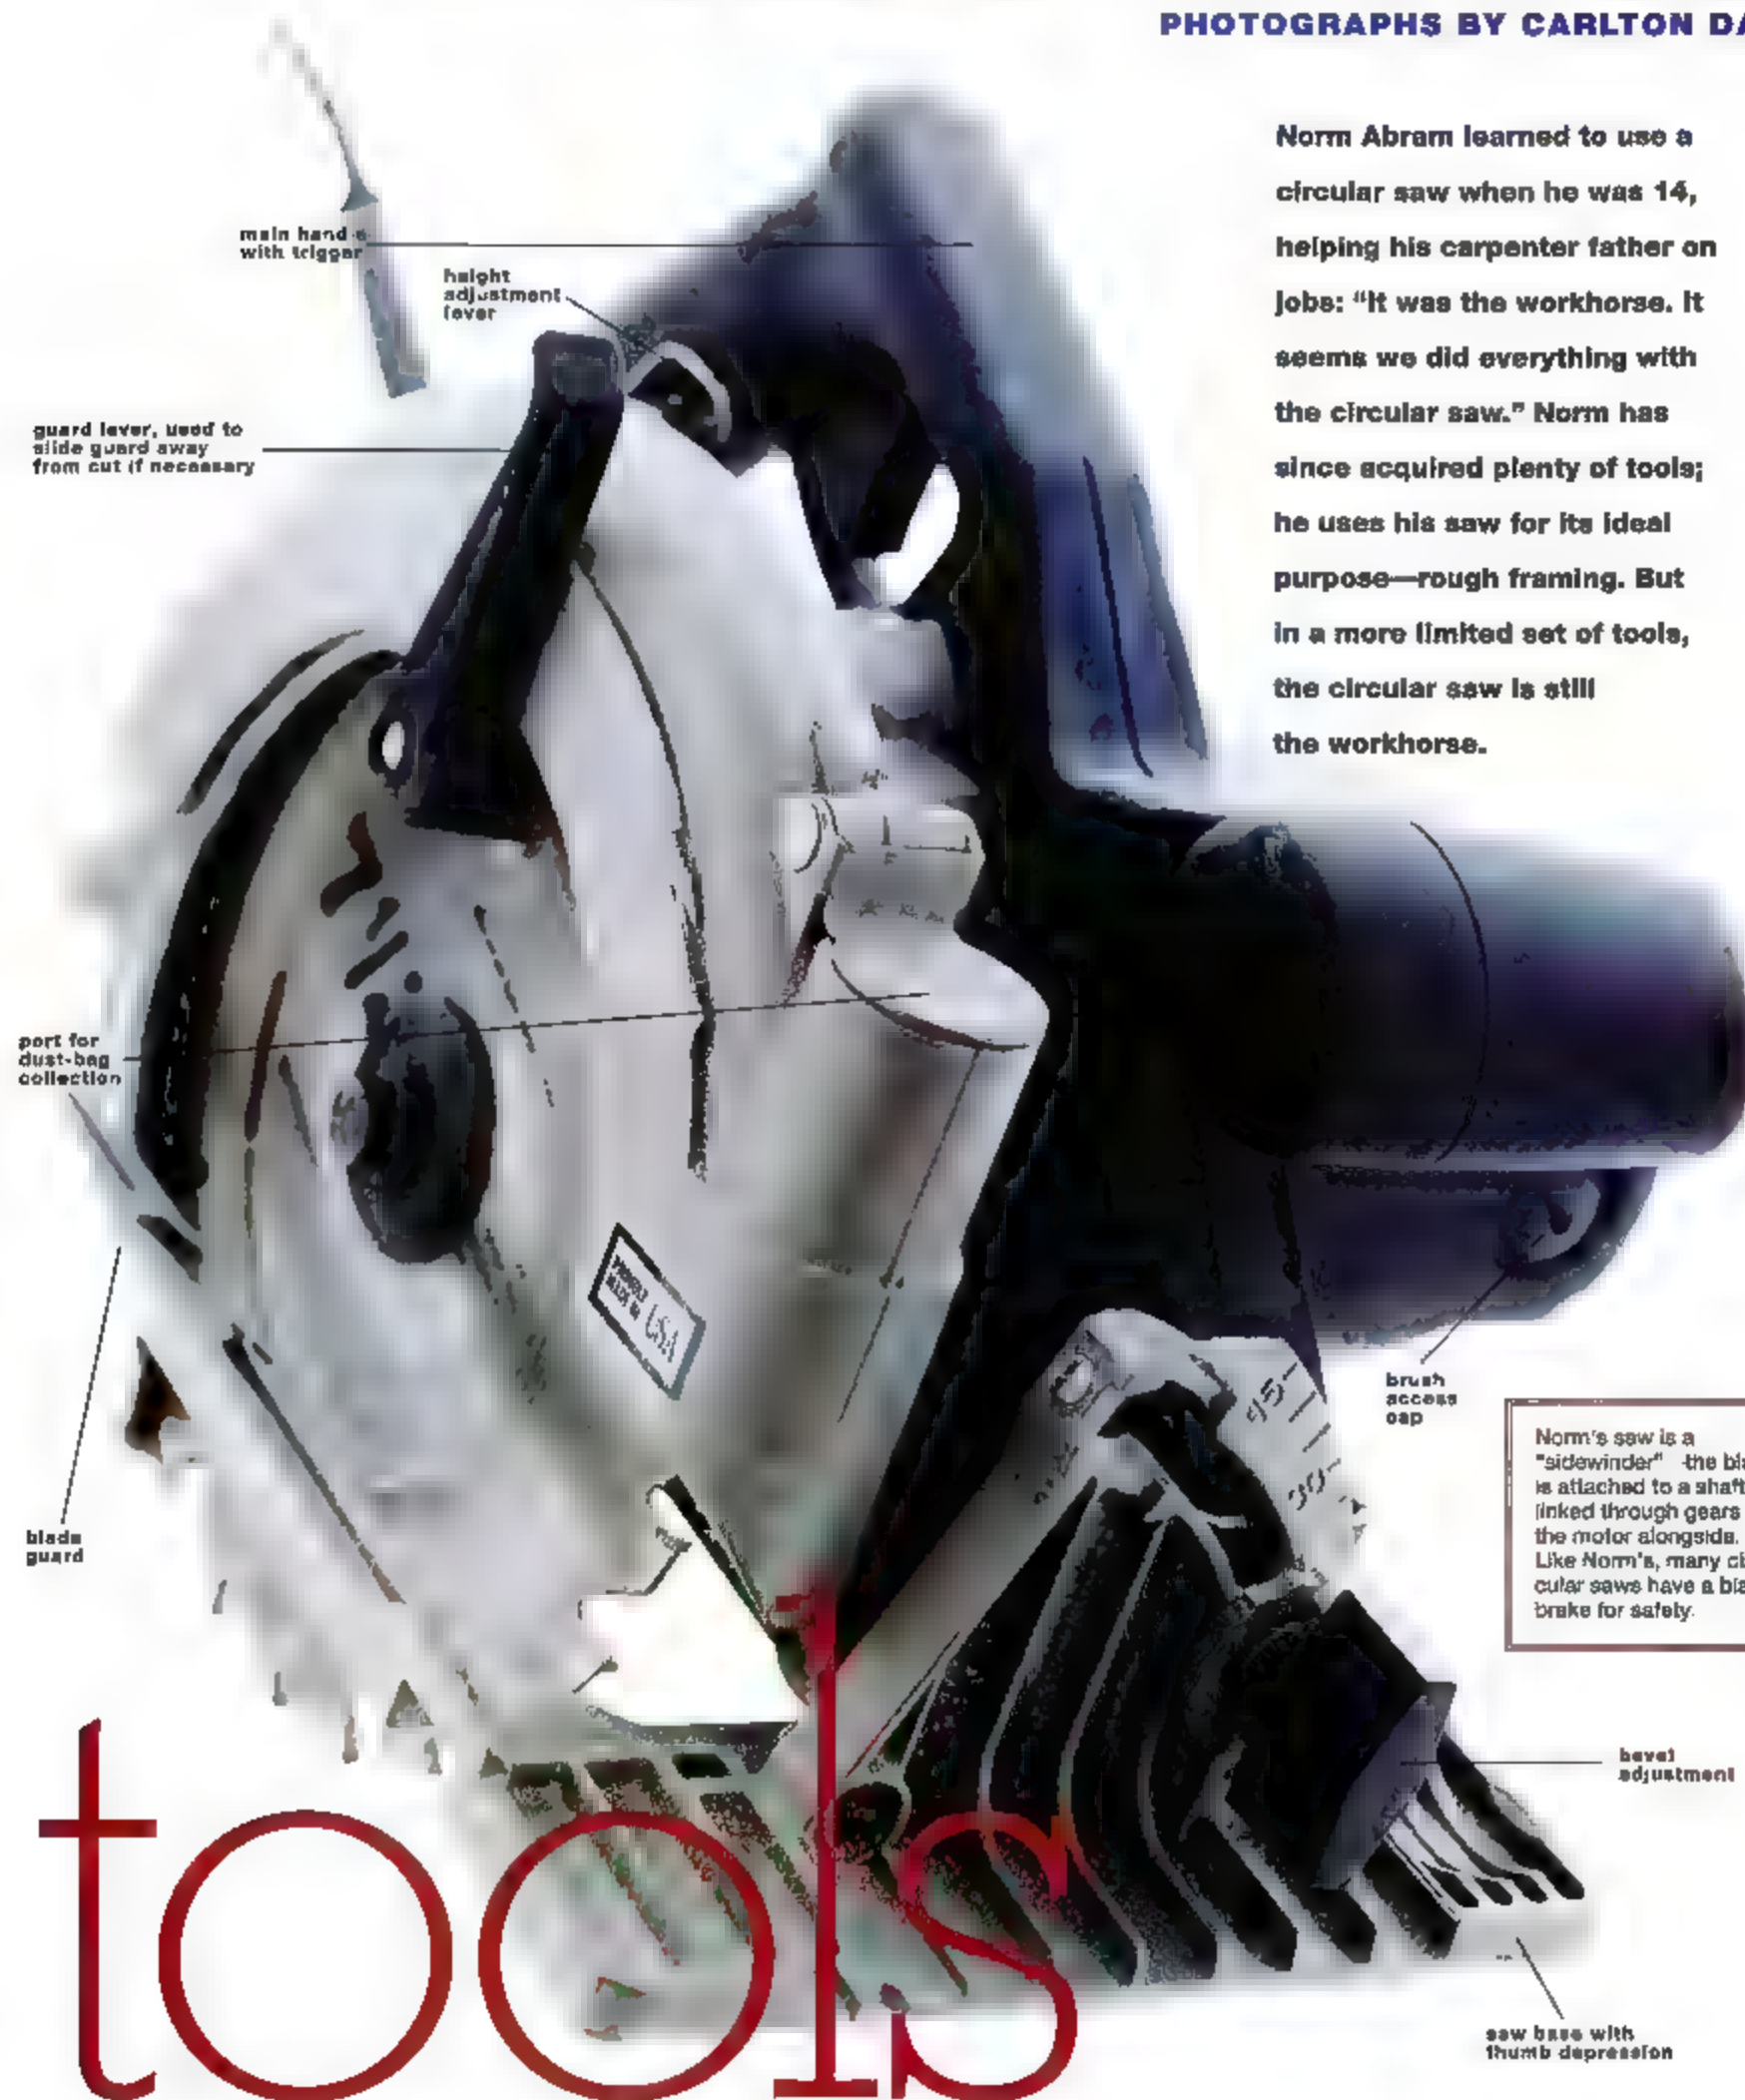 PHOTOGRAPHS BY CARLTON
Norm Abram learned to use a
circular saw when he was 14,
helping his carpenter father on
jobs: “It was the workhorse. It
seems we did everything with
the circular saw.” Norm has
since acquired plenty of tools;
he uses his saw for its ideal
purpose—rough framing. But
in a more limited set of tools,
the circular saw is still
the workhorse.
main handle
with trigger
height
adjustment
lever
guard lever, used to
slide guard away
from cut if necessary
port for
dust-bag
collection
blade
guard
MADE IN USA
45
30
brush
access
cap
Norm's saw is a
"sidewinder" -the
is attached to a shaft
linked through gears
the motor alongside.
Like Norm's, many
cular saws have a
brake for safety.
bevel
adjustment
saw base with
thumb depression
tools